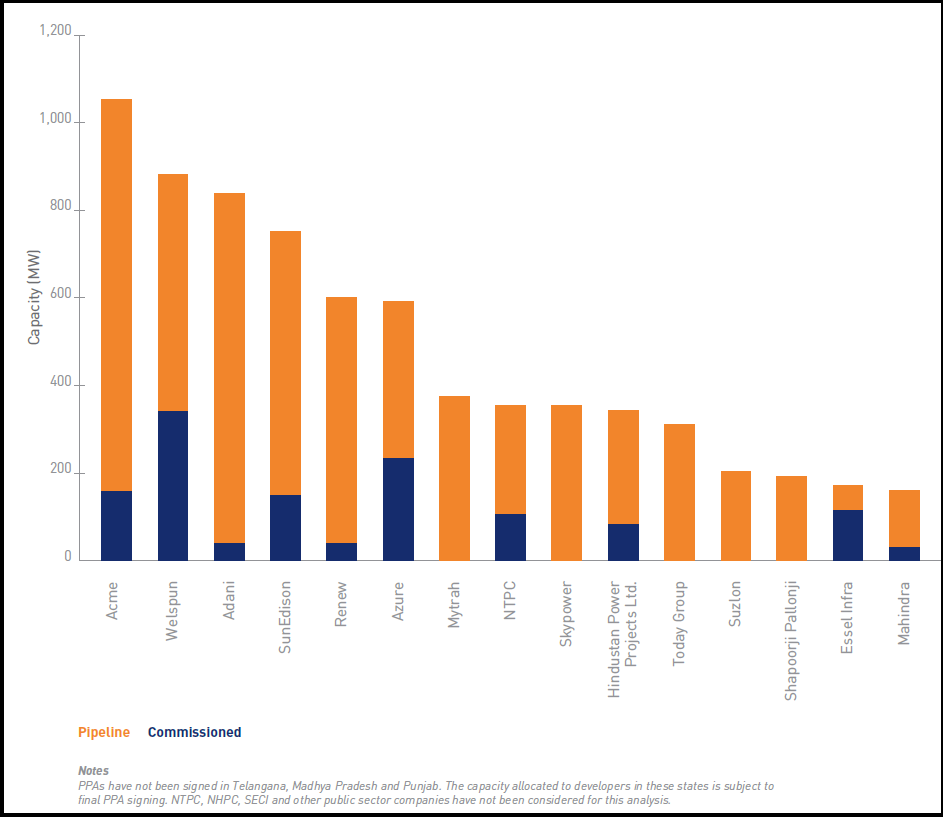 1,200
1,000
800
600
400
200
0
Capacity (MW)
Acme
Welspun
Adani
SunEdison
Renew
Azure
Mytrah
NTPC
Skypower
Hindustan Power
Projects Ltd.
Today Group
Suzlon
Shapoorji Pallonji
Essel Infra
Mahindra
Pipeline Commissioned
Notes
PPAs have not been signed in Telangana, Madhya Pradesh and Punjab. The capacity allocated to developers in these states is subject to
final PPA signing. NTPC, NHPC, SECI and other public sector companies have not been considered for this analysis.